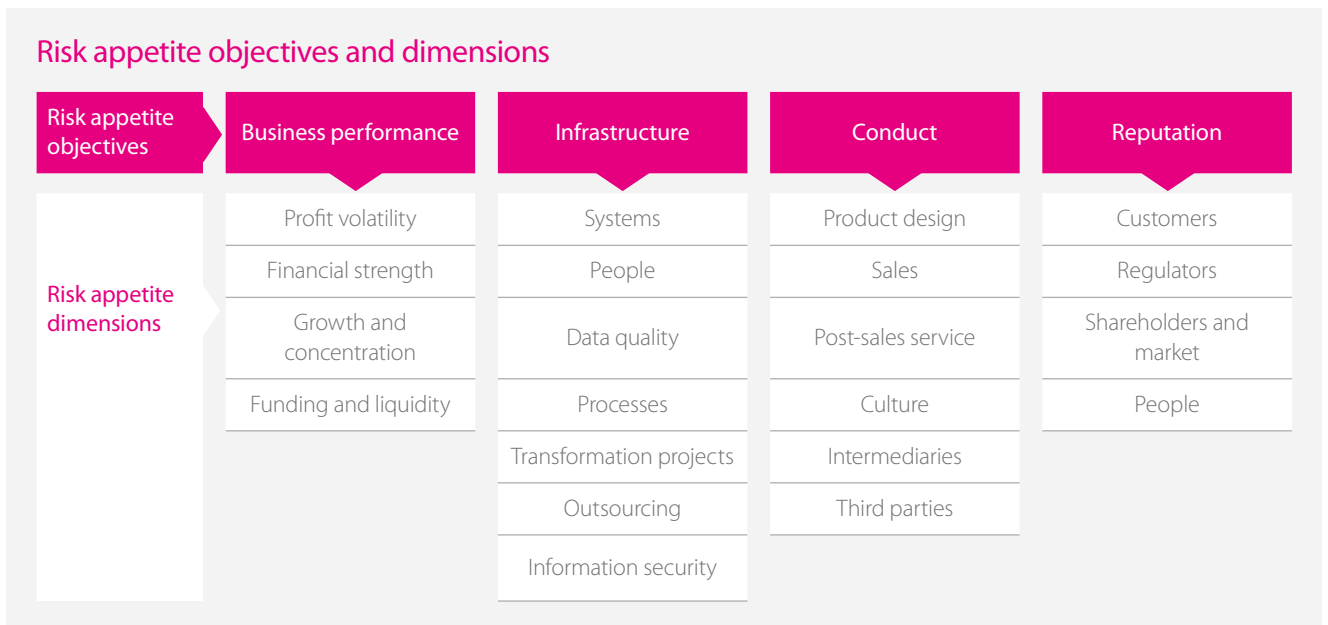 Risk appetite objectives and dimensions
Risk appetite
objectives
Business performance
Infrastructure
Conduct
Reputation
Risk appetite
dimensions
Profit volatility
Financial strength
Growth and
concentration
Funding and liquidity
Systems
People
Data quality
Processes
Transformation projects
Outsourcing
Information security
Product design
Sales
Post-sales service
Culture
Intermediaries
Third parties
Customers
Regulators
Shareholders and
market
People